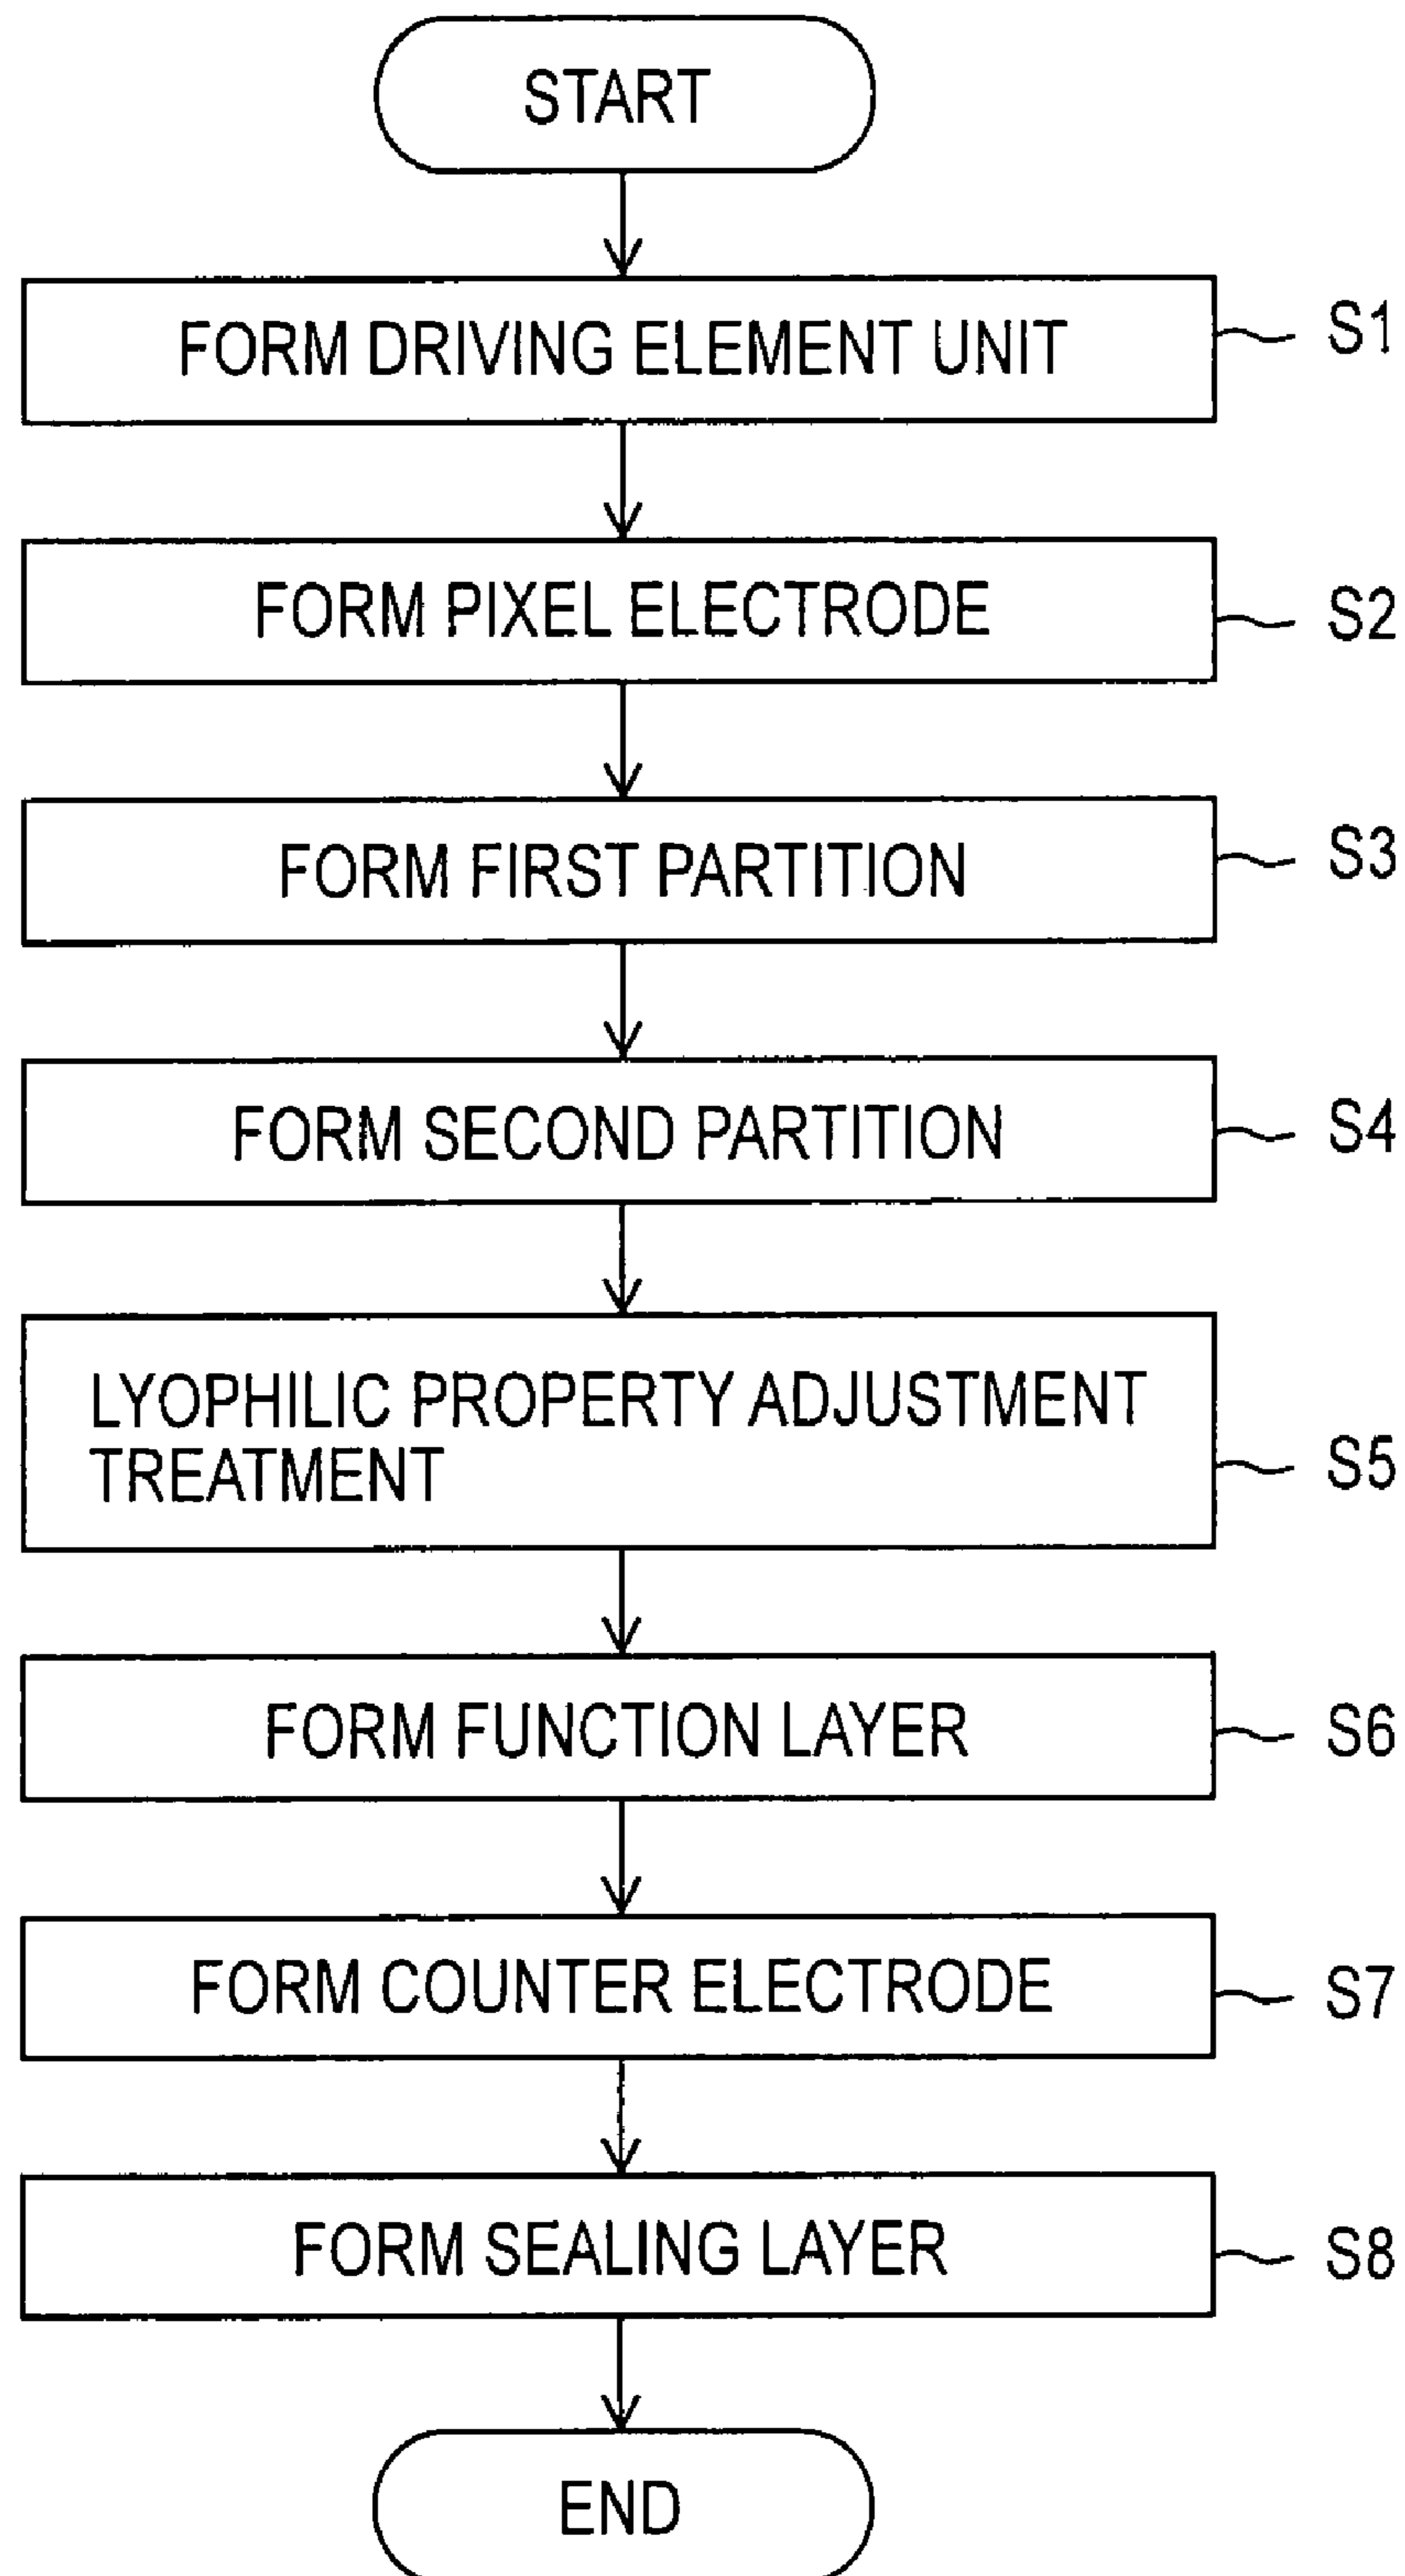 START
FORM DRIVING ELEMENT UNIT S1
FORM PIXEL ELECTRODE S2
FORM FIRST PARTITION S3
FORM SECOND PARTITION S4
LYOPHILIC PROPERTY ADJUSTMENT
TREATMENT S5
FORM FUNCTION LAYER S6
FORM COUNTER ELECTRODE S7
FORM SEALING LAYER S8
END